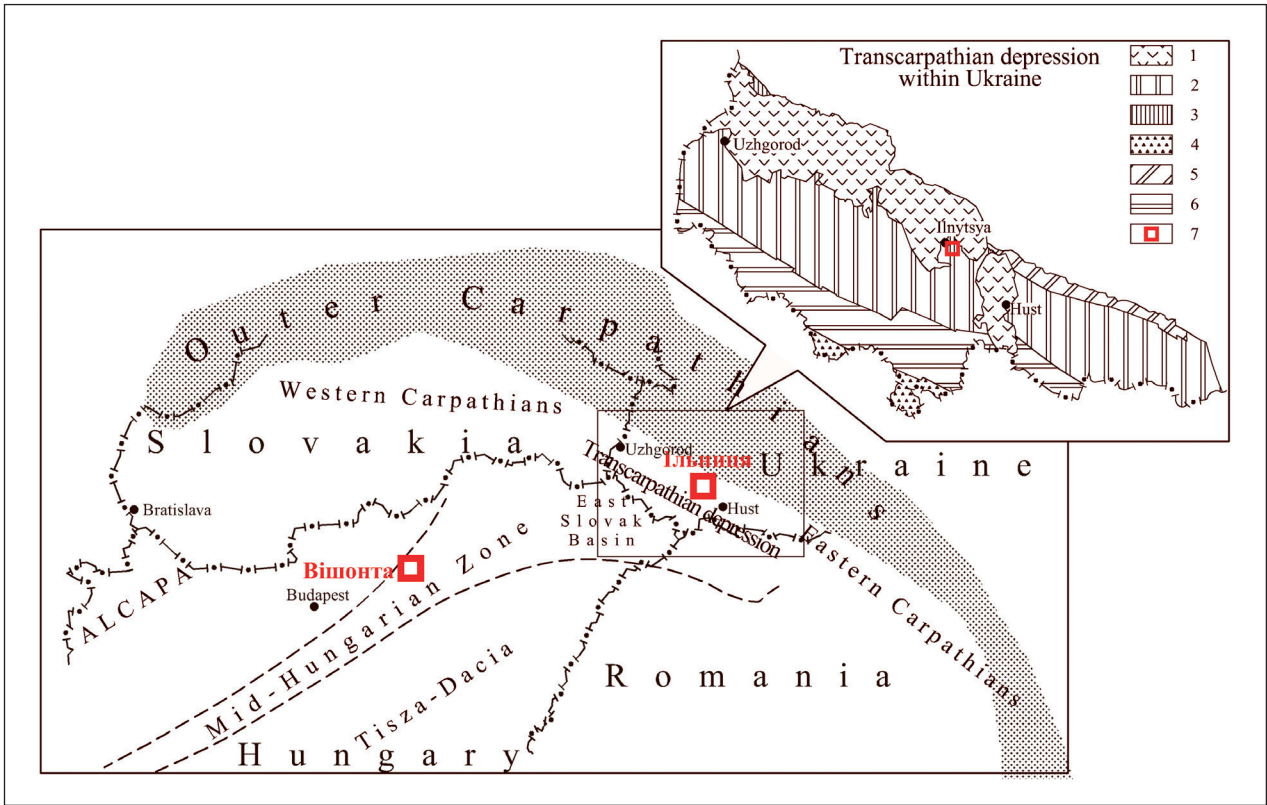 Transcarpathian depression
within Ukraine
1
2
3
4
5
6
7
Uzhgorod
Ilnytsya
Hust
Outer Carpathians
Western Carpathians
Slovakia
Ukraine
Uzhgorod
Ільниця
Transcarpathian depression
Hust
East
Slovak
Basin
Bratislava
Вішонта
Budapest
ALCAPA
Mid-Hungarian Zone
Eastern Carpathians
Tisza-Dacia
Romania
Hungary